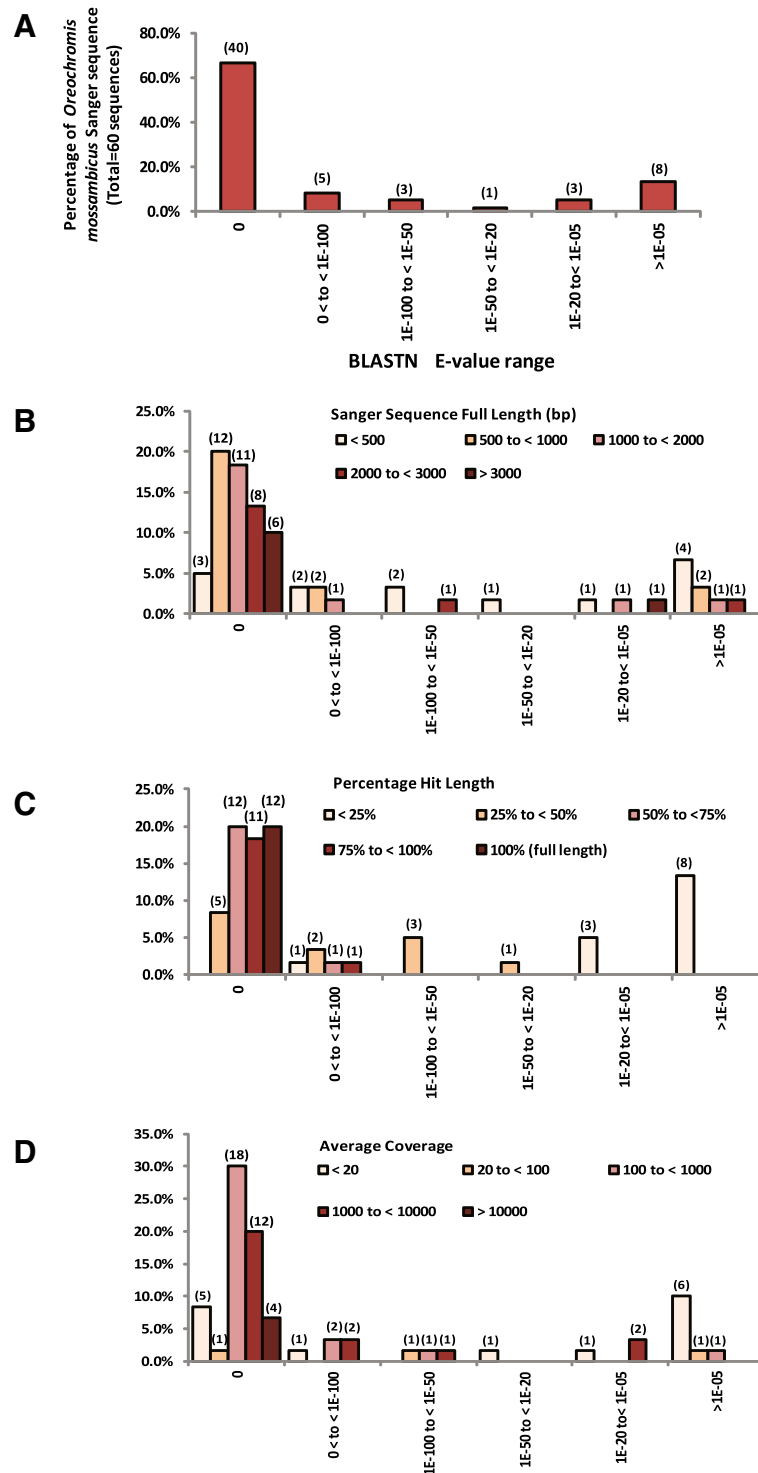 A
Percentage of Oreochromis
mossambicus Sanger sequence
(Total=60 sequences)
80.0%
60.0%
40.0%
20.0%
0.0%
(40)
(5)
(3)
(1)
(3)
(8)
0
0 < to < 1E-100
1E-100 to < 1E-50
1E-50 to < 1E-20
1E-20 to< 1E-05
>1E-05
BLASTN E-value range
B
Sanger Sequence Full Length (bp)
< 500
500 to < 1000
1000 to < 2000
2000 to < 3000
> 3000
25.0%
20.0%
15.0%
10.0%
5.0%
0.0%
(3)
(12)
(11)
(8)
(6)
(2)
(2)
(1)
(2)
(1)
(1)
(1)
(1)
(1)
(4)
(2)
(1)
(1)
0
0 < to < 1E-100
1E-100 to < 1E-50
1E-50 to < 1E-20
1E-20 to< 1E-05
>1E-05
C
Percentage Hit Length
< 25%
25% to < 50%
50% to <75%
75% to < 100%
100% (full length)
25.0%
20.0%
15.0%
10.0%
5.0%
0.0%
(5)
(12)
(11)
(12)
(1)
(2)
(1)
(1)
(3)
(1)
(3)
(8)
0
0 < to < 1E-100
1E-100 to < 1E-50
1E-50 to < 1E-20
1E-20 to< 1E-05
>1E-05
D
Average Coverage
< 20
20 to < 100
100 to < 1000
1000 to < 10000
> 10000
35.0%
30.0%
25.0%
20.0%
15.0%
10.0%
5.0%
0.0%
(5)
(1)
(18)
(12)
(4)
(1)
(2)
(2)
(1)
(1)
(1)
(1)
(1)
(2)
(6)
(1)
(1)
0
0 < to < 1E-100
1E-100 to < 1E-50
1E-50 to < 1E-20
1E-20 to< 1E-05
>1E-05